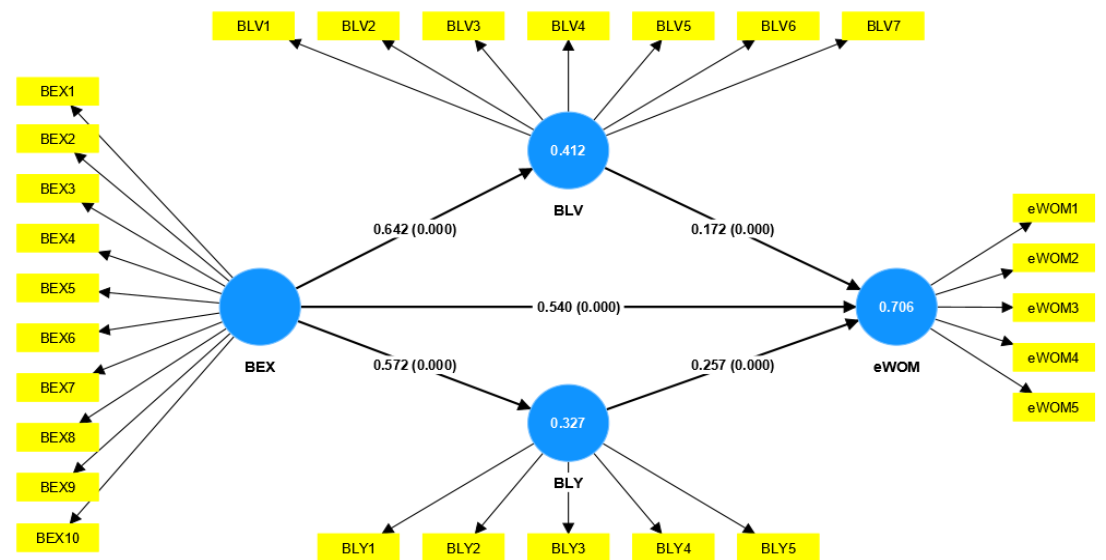 BLV1 BLV2 BLV3 BLV4 BLV5 BLV6 BLV7
BEX1
BEX2
BEX3
BEX4
BEX5
BEX6
BEX7
BEX8
BEX9
BEX10
0.412
BLV
0.642 (0.000)
0.172 (0.000)
0.540 (0.000)
BEX
0.572 (0.000)
0.257 (0.000)
0.706
eWOM
0.327
BLY
eWOM1
eWOM2
eWOM3
eWOM4
eWOM5
BLY1 BLY2 BLY3 BLY4 BLY5